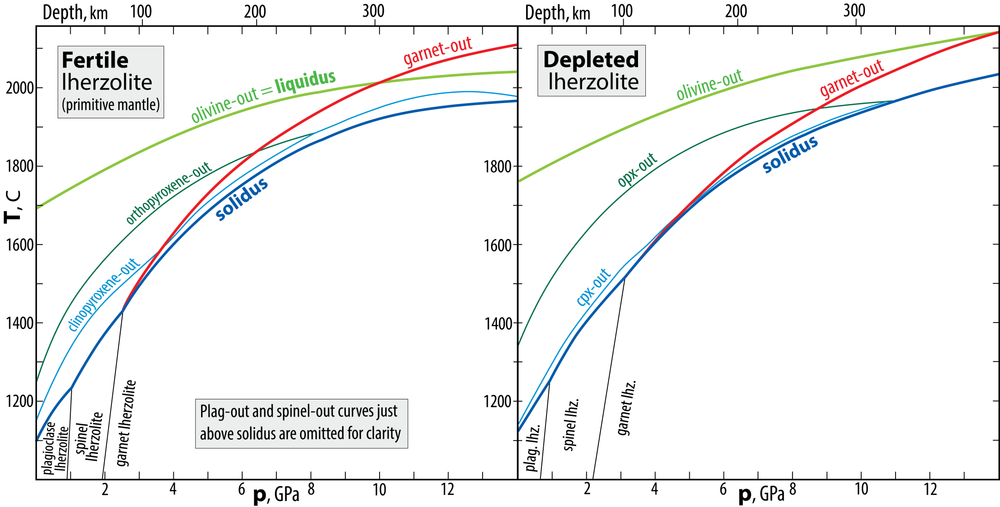 Depth, km 100 200 300
Fertile
lherzolite
(primitive mantle)
olivine-out = liquidus
garnet-out
orthopyroxene-out
clinopyroxene-out
solidus
plagioclase
lherzolite
spinel
lherzolite
garnet lherzolite
Plag-out and spinel-out curves just
above solidus are omitted for clarity
T, C
2000
1800
1600
1400
1200
2 4 6 8 10 12
p, GPa
Depth, km 100 200 300
Depleted
lherzolite
olivine-out
garnet-out
opx-out
cpx-out
solidus
plag. lhz.
spinel lhz.
garnet lhz.
1800
1600
1400
1200
2 4 6 8 10 12
p, GPa